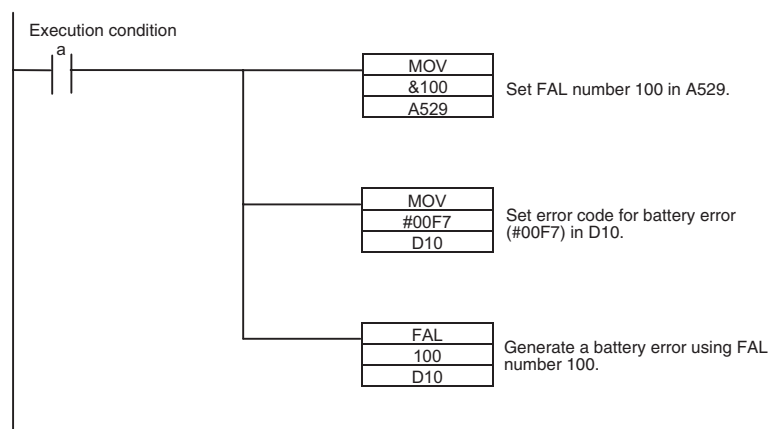 Execution condition
a
MOV
&100
A529
Set FAL number 100 in A529.
MOV
#00F7
D10
Set error code for battery error
(#00F7) in D10.
FAL
100
D10
Generate a battery error using FAL
number 100.